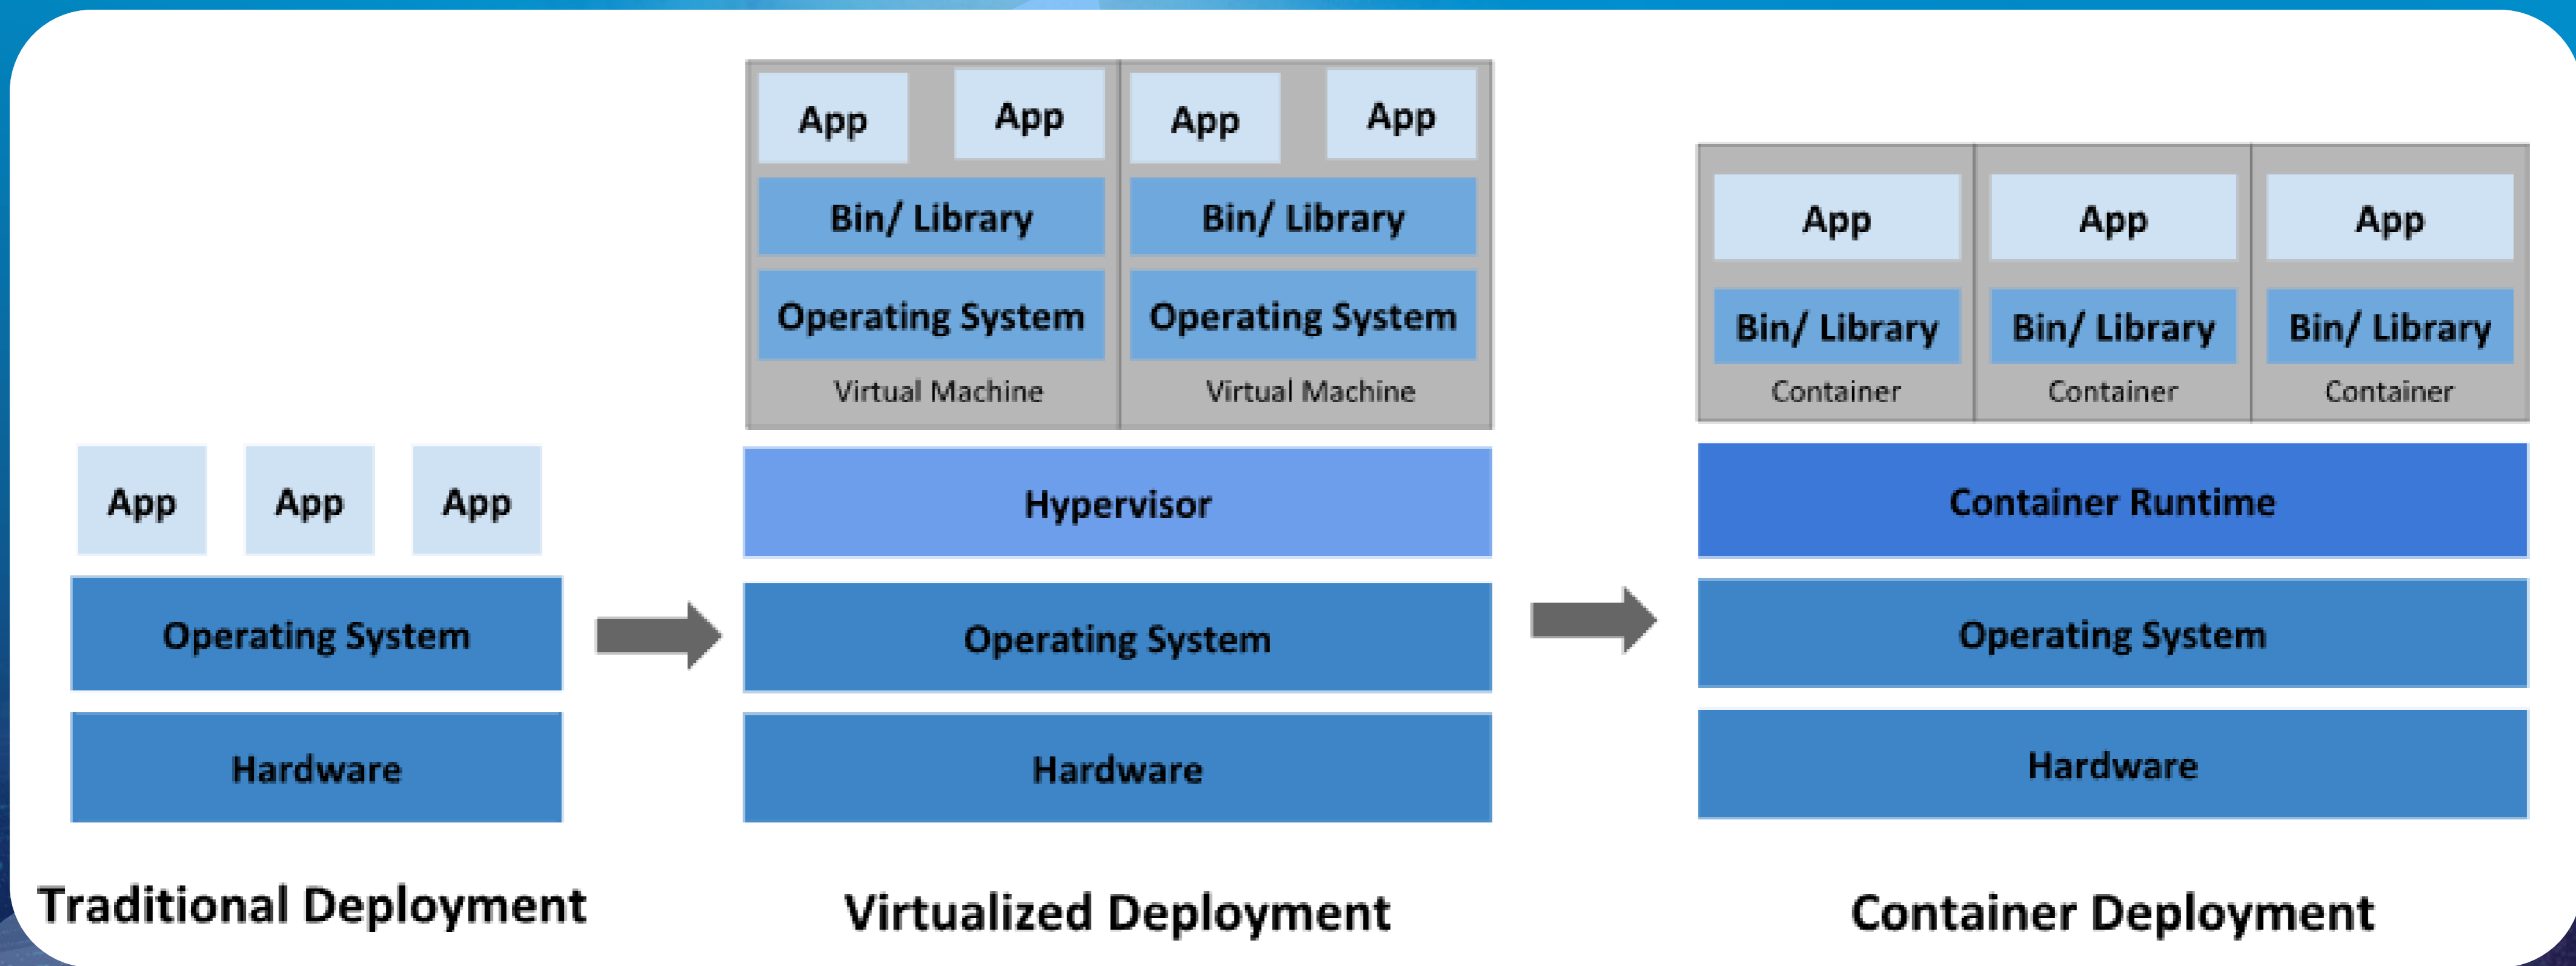 App
App
App
Operating System
Hardware
Traditional Deployment
App
App
App
App
Bin/ Library
Bin/ Library
Operating System
Operating System
Virtual Machine
Virtual Machine
Hypervisor
Operating System
Hardware
Virtualized Deployment
App
App
App
Bin/ Library
Bin/ Library
Bin/ Library
Container
Container
Container
Container Runtime
Operating System
Hardware
Container Deployment